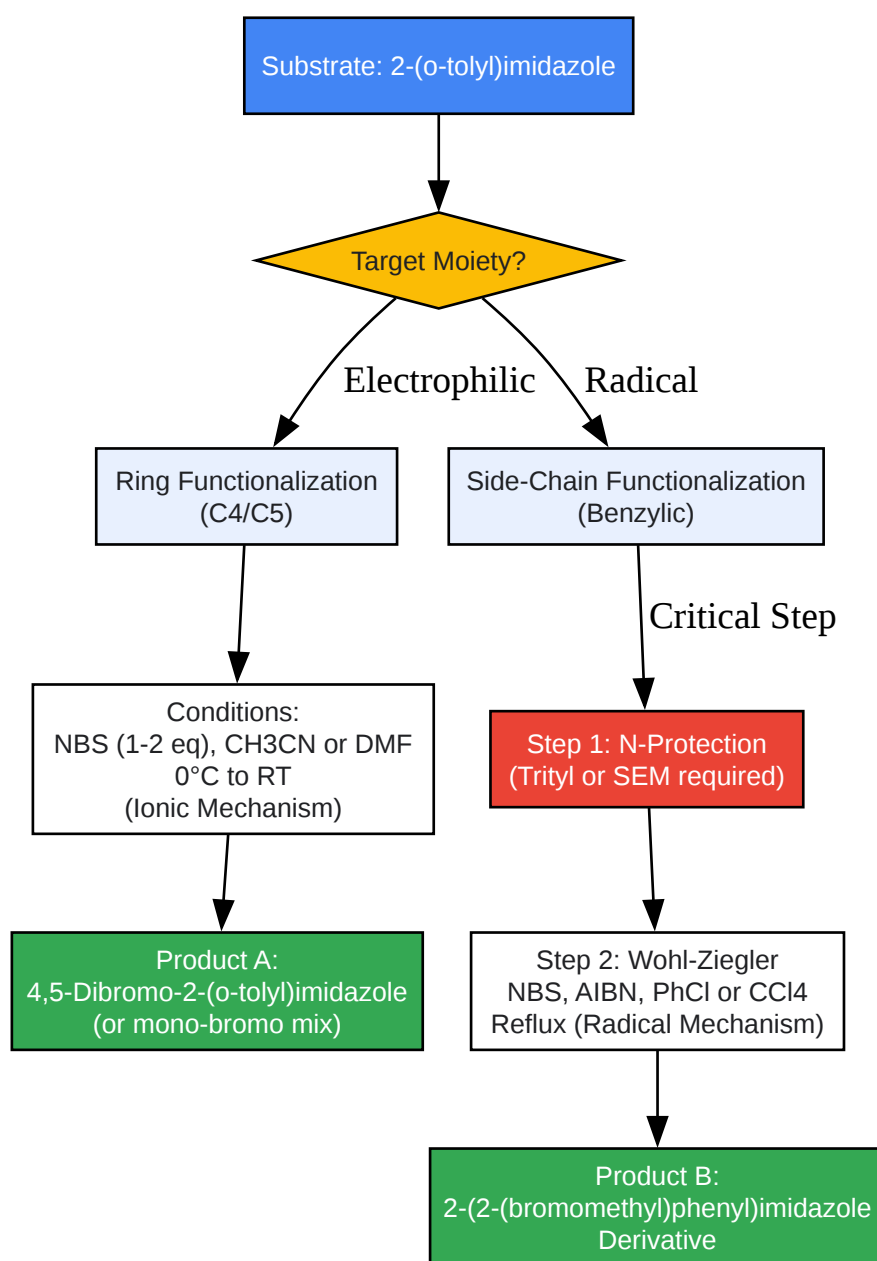 Substrate: 2-(o-tolyl)imidazole
Target Moiety?
Electrophilic
Radical
Ring Functionalization
(C4/C5)
Side-Chain Functionalization
(Benzylic)
Critical Step
Conditions:
NBS (1-2 eq), CH3CN or DMF
0°C to RT
(Ionic Mechanism)
Step 1: N-Protection
(Trityl or SEM required)
Product A:
4,5-Dibromo-2-(o-tolyl)imidazole
(or mono-bromo mix)
Step 2: Wohl-Ziegler
NBS, AIBN, PhCl or CCl4
Reflux (Radical Mechanism)
Product B:
2-(2-(bromomethyl)phenyl)imidazole
Derivative